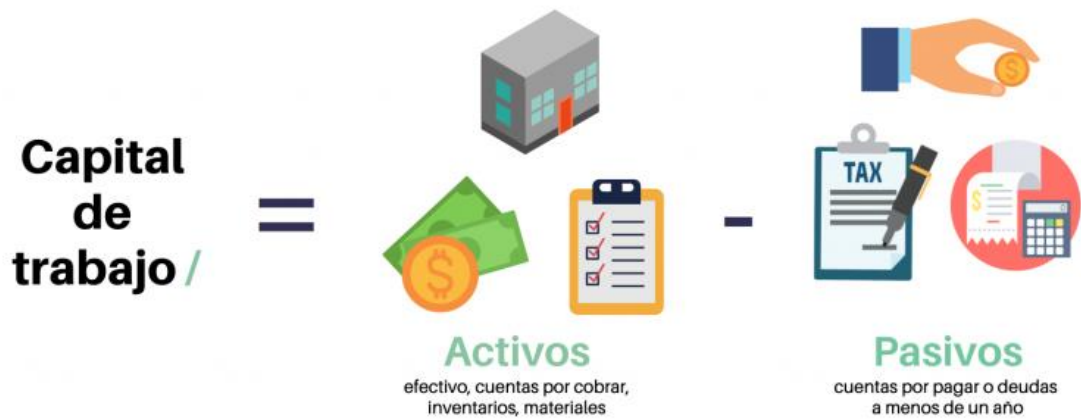 Capital
de
trabajo /
=
-
TAX
$
$
$
Activos
efectivo, cuentas por cobrar,
inventarios, materiales
Pasivos
cuentas por pagar o deudas
a menos de un año